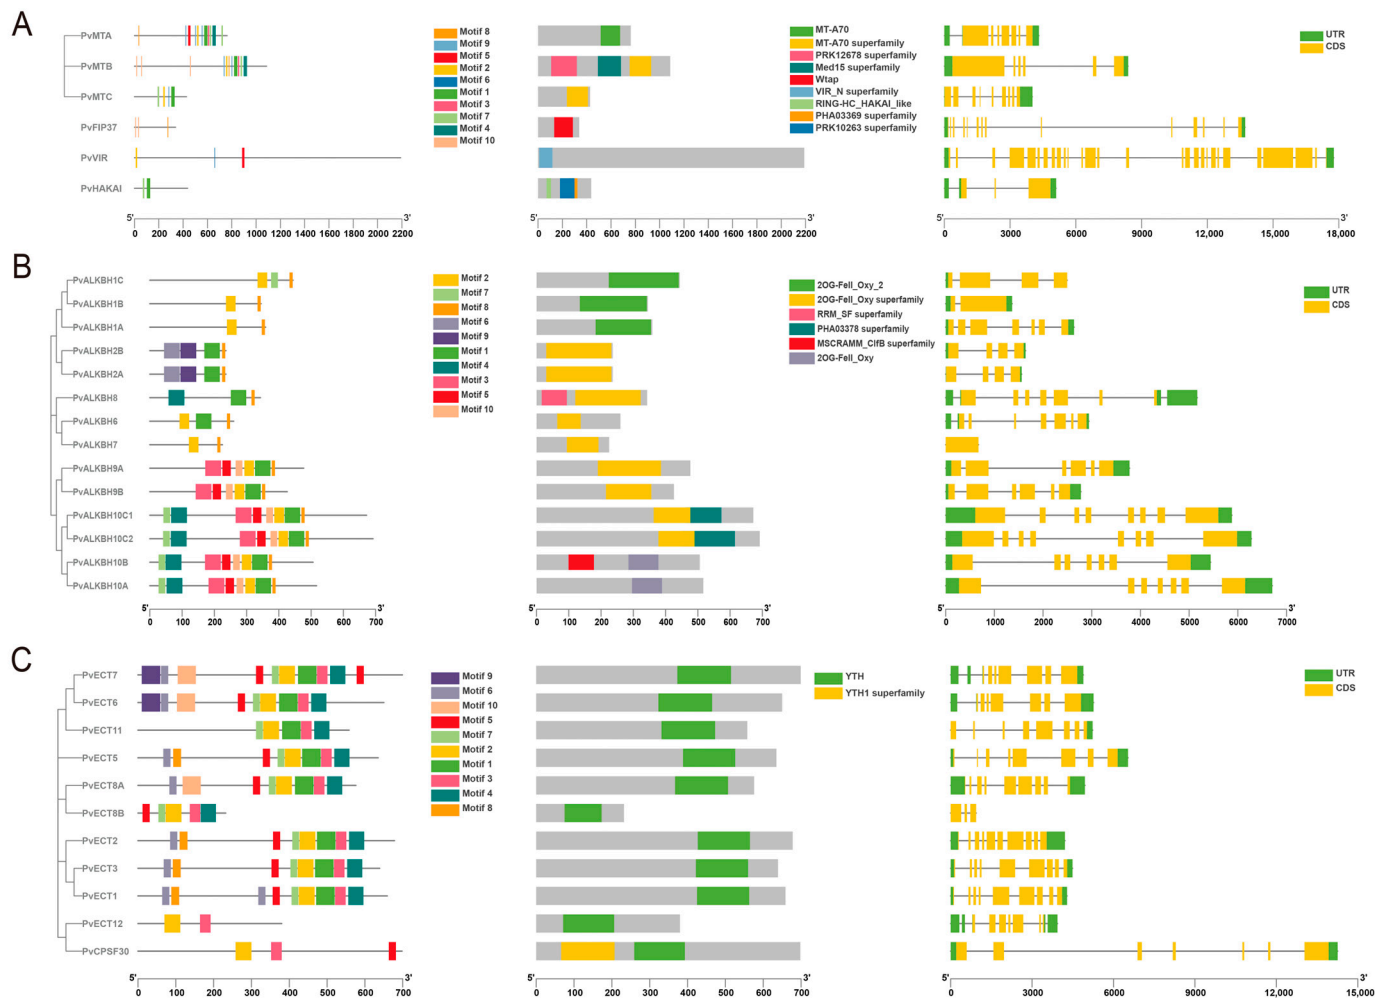 A
PvMTA
PvMTB
PvMTC
PvFIP37
PvVIR
PvHAKAI
5' 3'
0 200 400 600 800 1000 1200 1400 1600 1800 2000 2200
Motif 8
Motif 9
Motif 5
Motif 2
Motif 6
Motif 1
Motif 3
Motif 7
Motif 4
Motif 10
5' 3'
0 200 400 600 800 1000 1200 1400 1600 1800 2000 2200
MT-A70
MT-A70 superfamily
PRK12678 superfamily
Med15 superfamily
Wtap
VIR_N superfamily
RING-HC_HAKAI_like
PHA03369 superfamily
PRK10263 superfamily
5' 3'
0 3000 6000 9000 12,000 15,000 18,000
UTR
CDS
B
PvALKBH1C
PvALKBH1B
PvALKBH1A
PvALKBH2B
PvALKBH2A
PvALKBH8
PvALKBH6
PvALKBH7
PvALKBH9A
PvALKBH9B
PvALKBH10C1
PvALKBH10C2
PvALKBH10B
PvALKBH10A
5' 3'
0 100 200 300 400 500 600 700
Motif 2
Motif 7
Motif 8
Motif 6
Motif 9
Motif 1
Motif 4
Motif 3
Motif 5
Motif 10
5' 3'
0 100 200 300 400 500 600 700
2OG-FeII_Oxy_2
2OG-FeII_Oxy superfamily
RRM_SF superfamily
PHA03378 superfamily
MSCRAMM_ClfB superfamily
2OG-FeII_Oxy
5' 3'
0 1000 2000 3000 4000 5000 6000 7000
UTR
CDS
C
PvECT7
PvECT6
PvECT11
PvECT5
PvECT8A
PvECT8B
PvECT2
PvECT3
PvECT1
PvECT12
PvCPSF30
5' 3'
0 100 200 300 400 500 600 700
Motif 9
Motif 6
Motif 10
Motif 5
Motif 7
Motif 2
Motif 1
Motif 3
Motif 4
Motif 8
5' 3'
0 100 200 300 400 500 600 700
YTH
YTH1 superfamily
5' 3'
0 3000 6000 9000 12,000 15,000
UTR
CDS